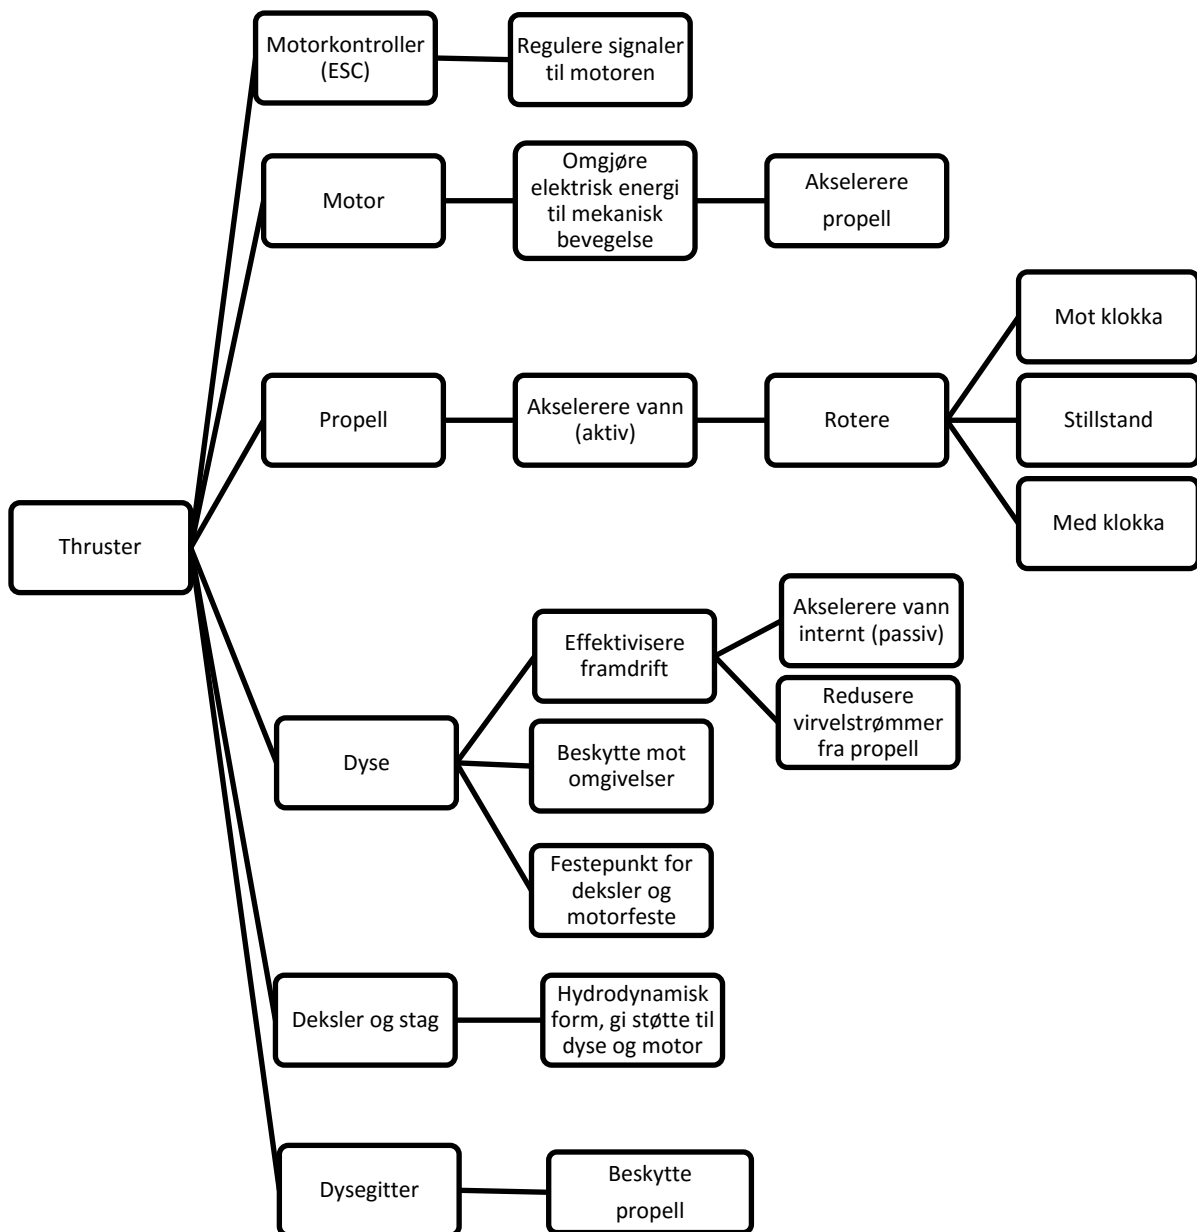 Motorkontroller
(ESC)
Regulere signaler
til motoren
Motor
Omgjøre
elektrisk energi
til mekanisk
bevegelse
Akselerere
propell
Propell
Akselerere vann
(aktiv)
Rotere
Mot klokka
Stillstand
Med klokka
Thruster
Dyse
Effektivisere
framdrift
Akselerere vann
internt (passiv)
Redusere
virvelstrømmer
fra propell
Beskytte mot
omgivelser
Festepunkt for
deksler og
motorfeste
Deksler og stag
Hydrodynamisk
form, gi støtte til
dyse og motor
Dysegitter
Beskytte
propell